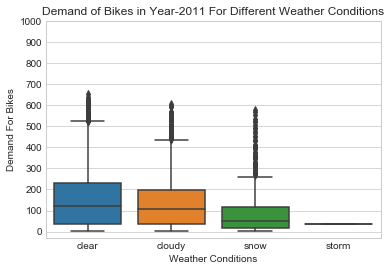 Demand of Bikes in Year-2011 For Different Weather Conditions
1000
900
800
700
600
500
400
300
200
100
0
Demand For Bikes
clear cloudy snow storm
Weather Conditions